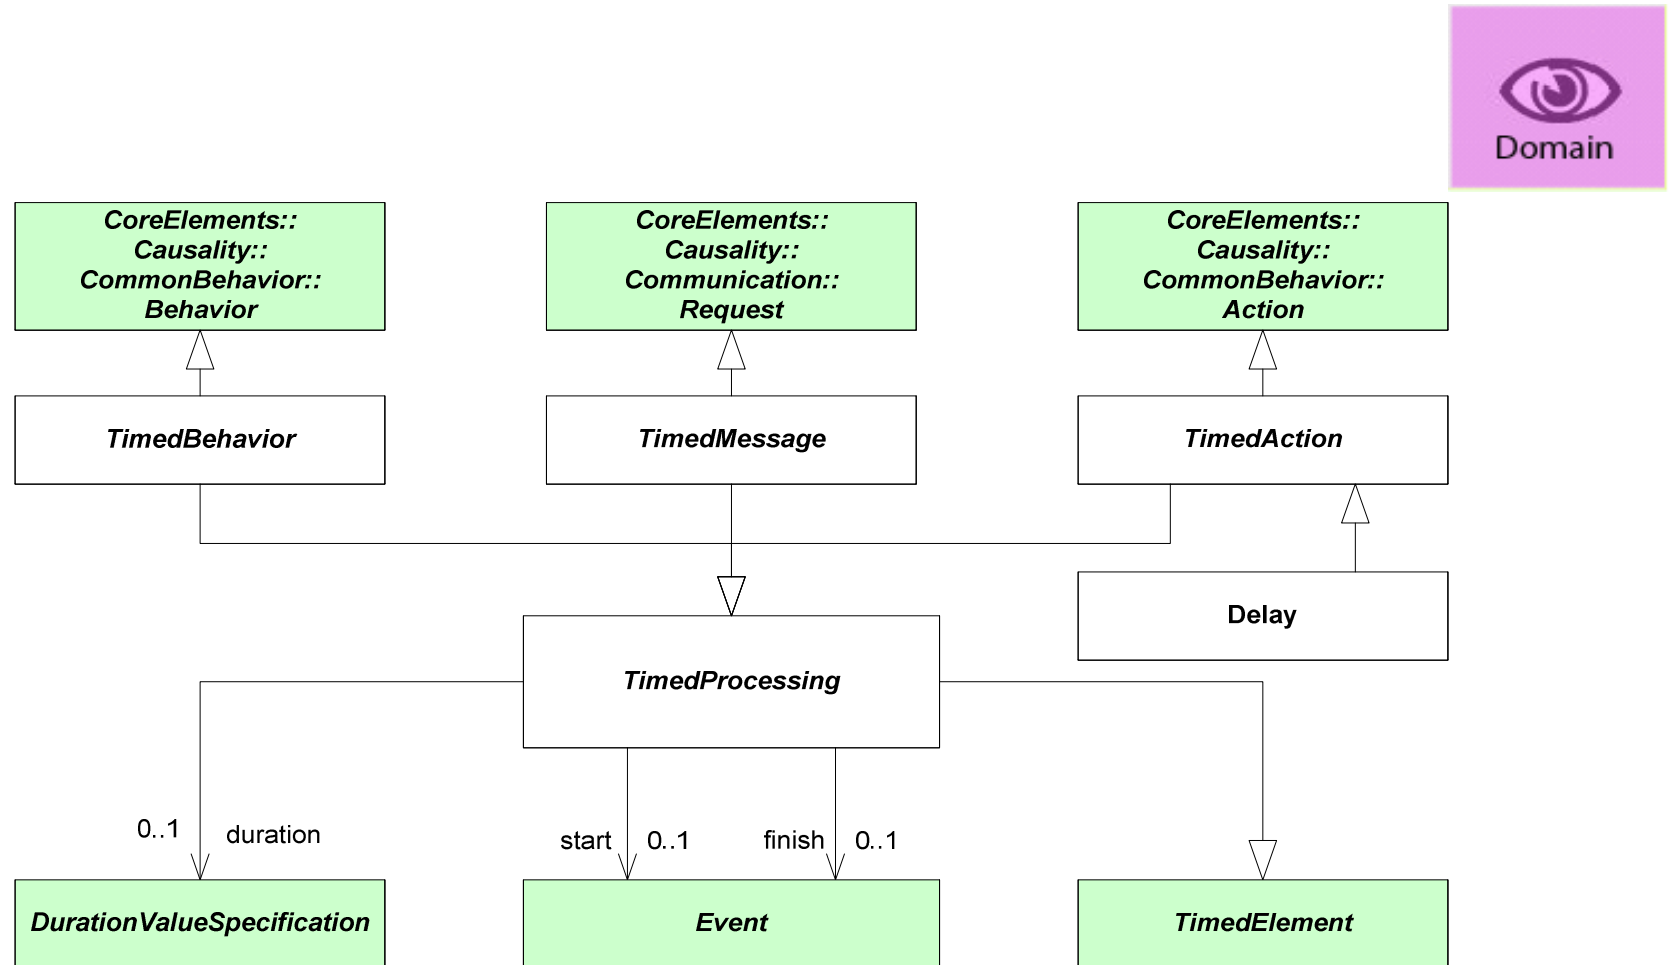 Domain
CoreElements::
Causality::
CommonBehavior::
Behavior
CoreElements::
Causality::
Communication::
Request
CoreElements::
Causality::
CommonBehavior::
Action
TimedBehavior
TimedMessage
TimedAction
Delay
TimedProcessing
0..1
duration
start
0..1
finish
0..1
DurationValueSpecification
Event
TimedElement